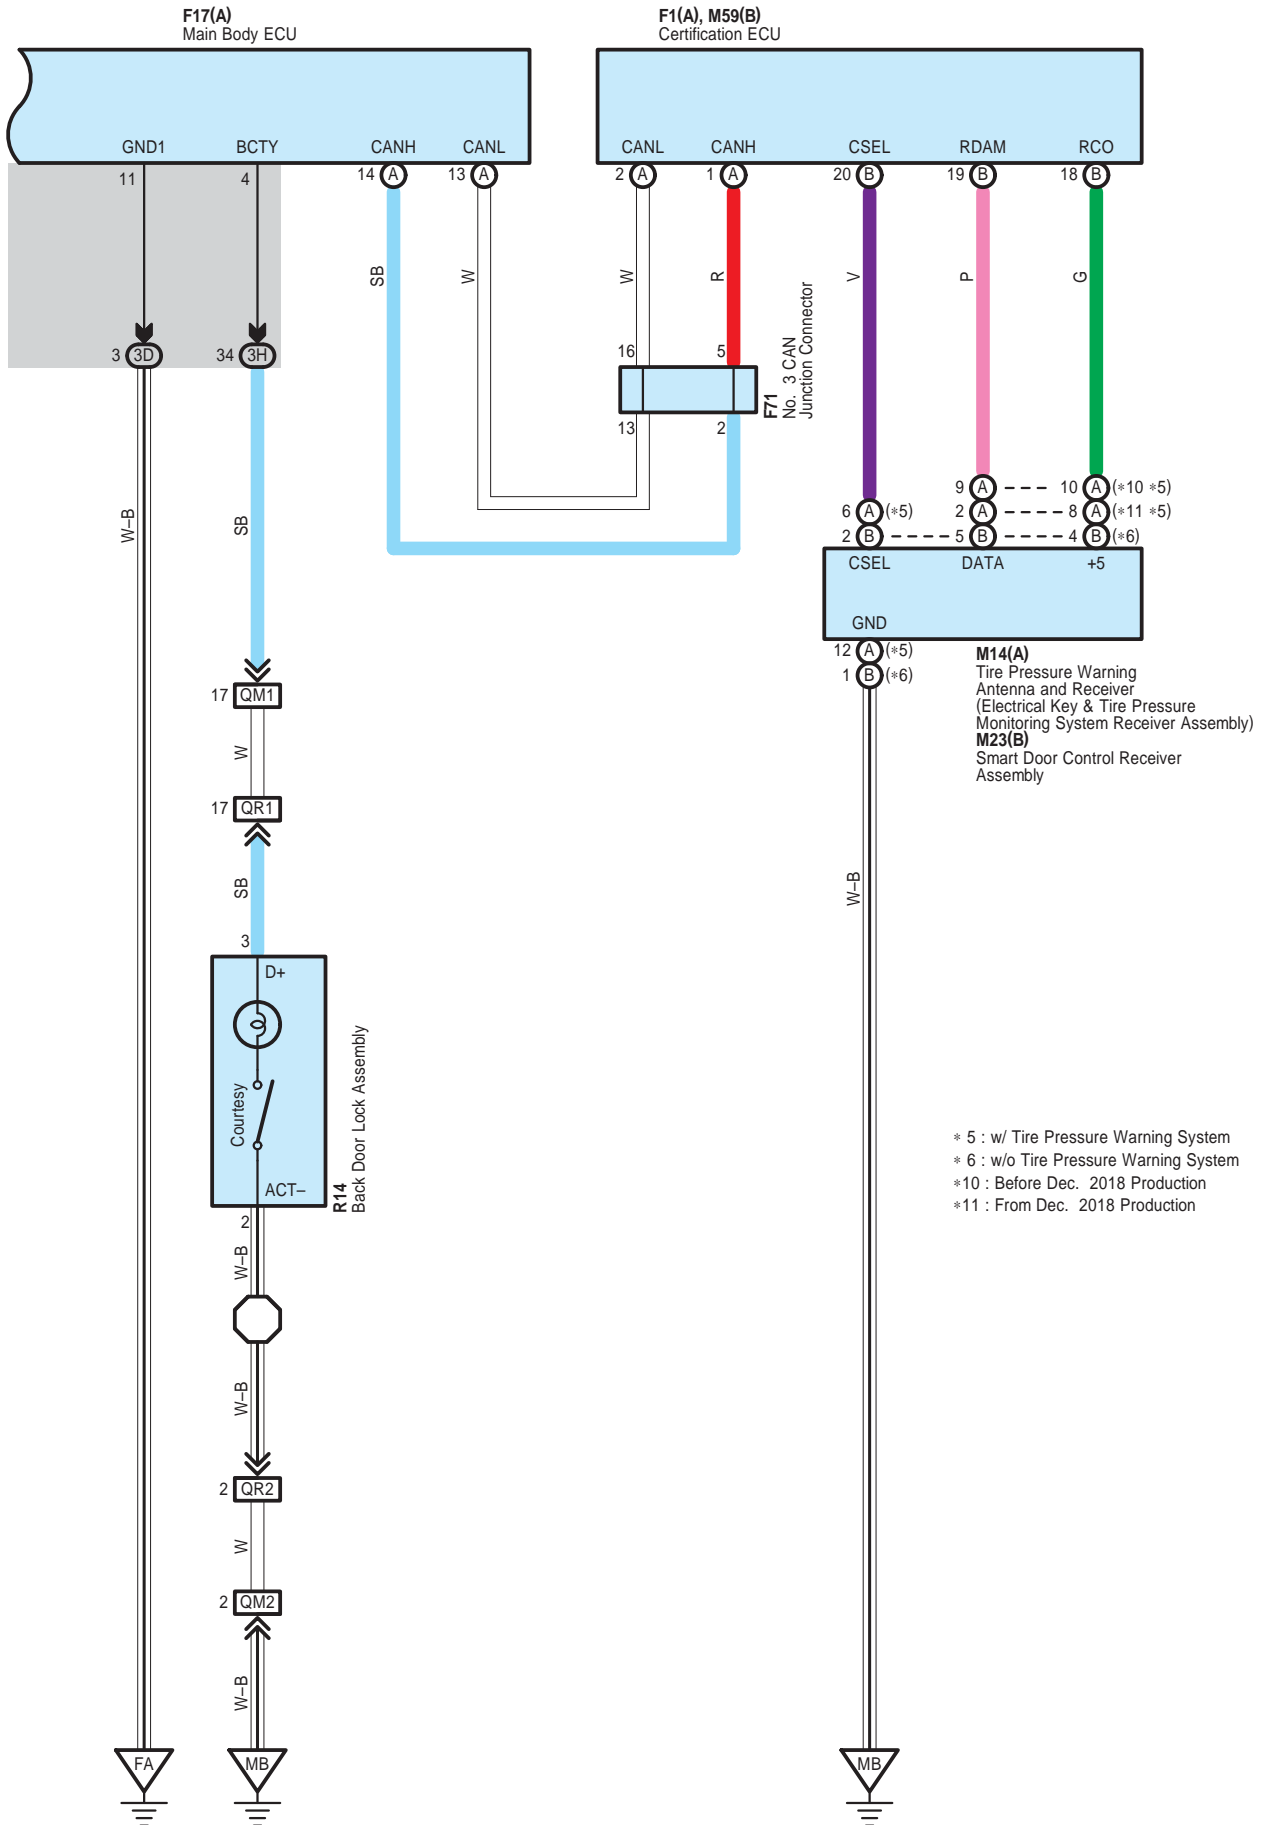 F17(A)
Main Body ECU
F1(A), M59(B)
Certification ECU
GND1
BCTY
CANH
CANL
CANL
CANH
CSEL
RDAM
RCO
11
4
14 A
13 A
2 A
1 A
20 B
19 B
18 B
SB
W
W
R
V
P
G
3 3D
34 3H
16
5
F71
No. 3 CAN
Junction Connector
13
2
9 A
10 A (*10 *5)
6 A (*5)
2 A
8 A (*11 *5)
2 B
5 B
4 B (*6)
CSEL
DATA
+5
GND
12 A (*5)
1 B (*6)
M14(A)
Tire Pressure Warning
Antenna and Receiver
(Electrical Key & Tire Pressure
Monitoring System Receiver Assembly)
M23(B)
Smart Door Control Receiver
Assembly
W–B
SB
17 QM1
W
17 QR1
SB
W–B
3
D+
Courtesy
ACT–
R14
Back Door Lock Assembly
2
W–B
W–B
2 QR2
W
2 QM2
W–B
* 5 : w/ Tire Pressure Warning System
* 6 : w/o Tire Pressure Warning System
*10 : Before Dec. 2018 Production
*11 : From Dec. 2018 Production
FA
MB
MB